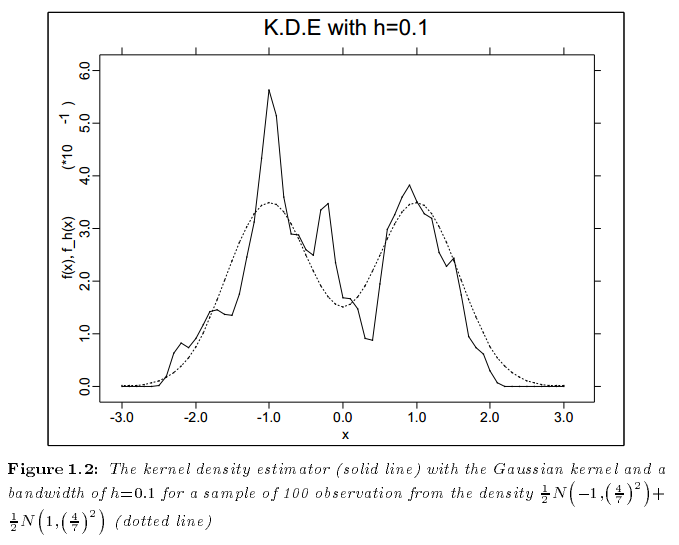 K.D.E with h=0.1
f(x), f_h(x) (*10 -1 )
6.0
5.0
4.0
3.0
2.0
1.0
0.0
-3.0 -2.0 -1.0 0.0 1.0 2.0 3.0
x
Figure 1.2: The kernel density estimator (solid line) with the Gaussian kernel and a
bandwidth of h=0.1 for a sample of 100 observation from the density ½N(−1,(4/7)²)+
½N(1,(4/7)²) (dotted line)